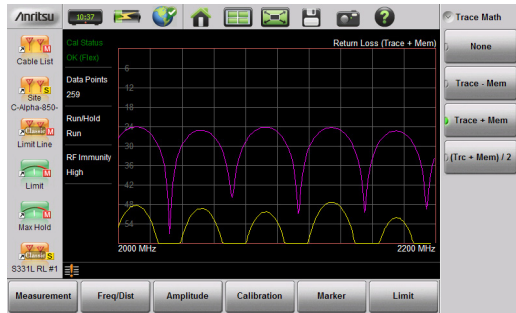 Anritsu
10:37
?
Trace Math
Cal Status
OK (Flex)
Return Loss (Trace + Mem)
None
Cable List
Data Points
259
Trace - Mem
Site
C-Alpha-850-
Run/Hold
Run
Trace + Mem
Classic
Limit Line
RF Immunity
High
(Trc + Mem) / 2
Limit
Max Hold
-6
-12
-18
-24
-30
-36
-42
-48
-54
2000 MHz
2200 MHz
Classic
S331L RL #1
Measurement
Freq/Dist
Amplitude
Calibration
Marker
Limit